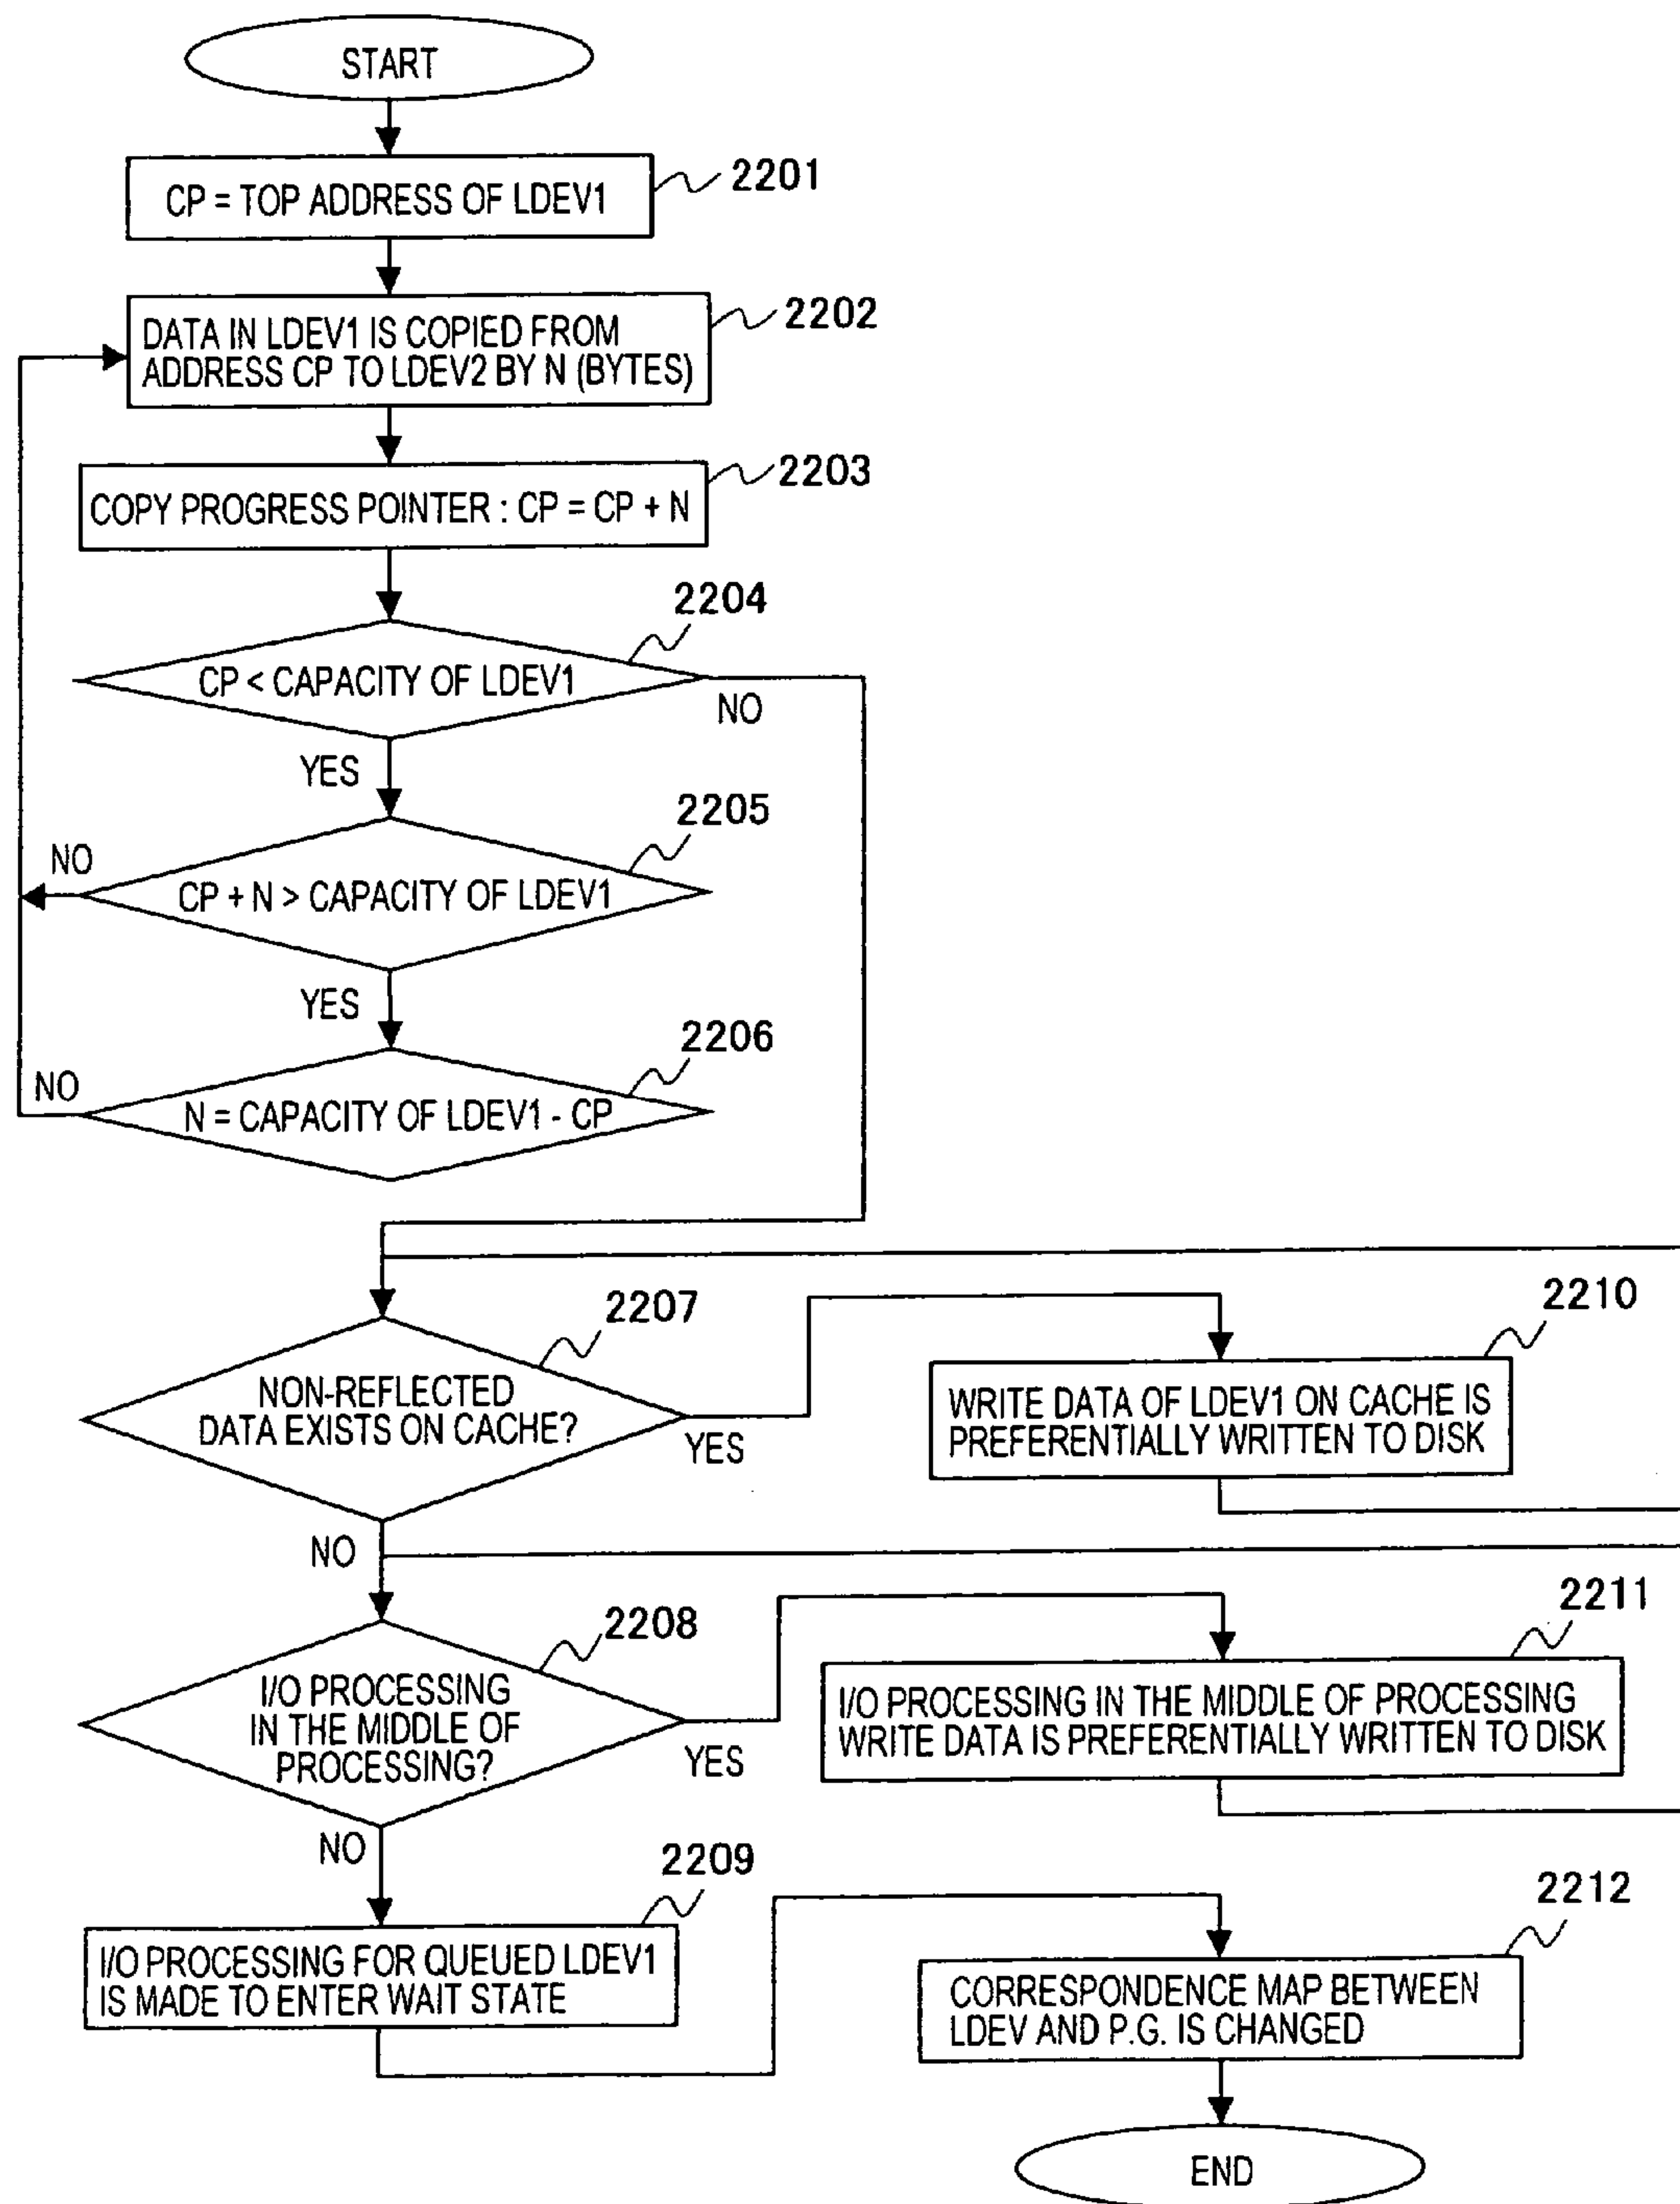 START
CP = TOP ADDRESS OF LDEV1
2201
DATA IN LDEV1 IS COPIED FROM
ADDRESS CP TO LDEV2 BY N (BYTES)
2202
COPY PROGRESS POINTER : CP = CP + N
2203
2204
CP < CAPACITY OF LDEV1
NO
YES
2205
NO
CP + N > CAPACITY OF LDEV1
YES
2206
NO
N = CAPACITY OF LDEV1 - CP
2207
NON-REFLECTED
DATA EXISTS ON CACHE?
YES
NO
2210
WRITE DATA OF LDEV1 ON CACHE IS
PREFERENTIALLY WRITTEN TO DISK
2208
I/O PROCESSING
IN THE MIDDLE OF
PROCESSING?
YES
NO
2211
I/O PROCESSING IN THE MIDDLE OF PROCESSING
WRITE DATA IS PREFERENTIALLY WRITTEN TO DISK
2209
I/O PROCESSING FOR QUEUED LDEV1
IS MADE TO ENTER WAIT STATE
2212
CORRESPONDENCE MAP BETWEEN
LDEV AND P.G. IS CHANGED
END